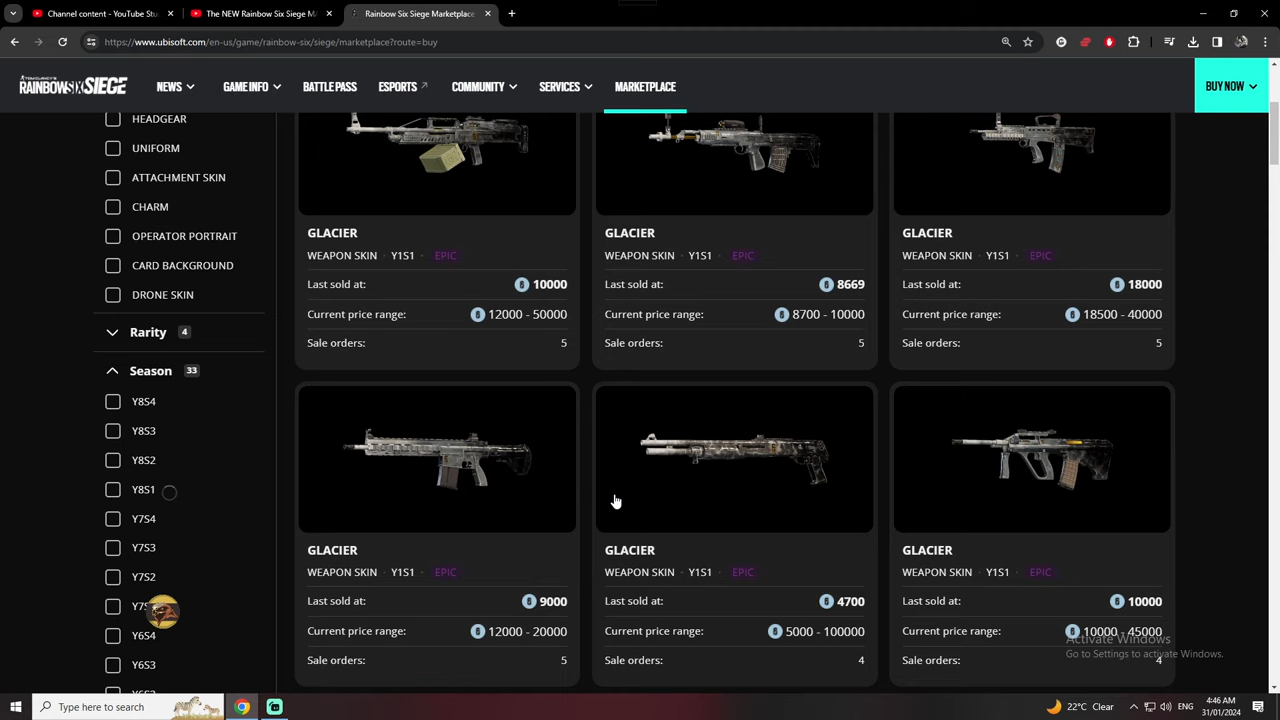 Channel content - YouTube Stu
The NEW Rainbow Six Siege M
Rainbow Six Siege Marketplace
https://www.ubisoft.com/en-us/game/rainbow-six/siege/marketplace?route=buy
TOM CLANCY'S
RAINBOWSIXSIEGE
NEWS
GAME INFO
BATTLE PASS
ESPORTS
COMMUNITY
SERVICES
MARKETPLACE
BUY NOW
HEADGEAR
UNIFORM
ATTACHMENT SKIN
CHARM
OPERATOR PORTRAIT
CARD BACKGROUND
DRONE SKIN
Rarity 4
Season 33
Y8S4
Y8S3
Y8S2
Y8S1
Y7S4
Y7S3
Y7S2
Y6S4
Y6S3
GLACIER
WEAPON SKIN · Y1S1 · EPIC
Last sold at: 10000
Current price range: 12000 - 50000
Sale orders: 5
GLACIER
WEAPON SKIN · Y1S1 · EPIC
Last sold at: 8669
Current price range: 8700 - 10000
Sale orders: 5
GLACIER
WEAPON SKIN · Y1S1 · EPIC
Last sold at: 18000
Current price range: 18500 - 40000
Sale orders: 5
GLACIER
WEAPON SKIN · Y1S1 · EPIC
Last sold at: 9000
Current price range: 12000 - 20000
Sale orders: 5
GLACIER
WEAPON SKIN · Y1S1 · EPIC
Last sold at: 4700
Current price range: 5000 - 100000
Sale orders: 4
GLACIER
WEAPON SKIN · Y1S1 · EPIC
Last sold at: 10000
Current price range: 10000 - 45000
Sale orders: 4
Activate Windows
Go to Settings to activate Windows.
Type here to search
22°C Clear
ENG
4:46 AM
31/01/2024